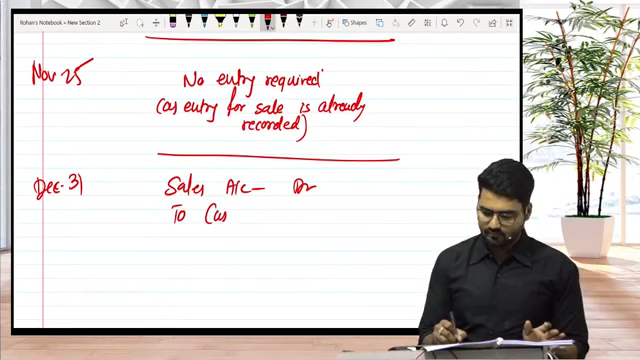 Rohan's Notebook » New Section 2
Shapes
Nov 25
No entry required
(as entry for sale is already
recorded)
Dec. 31 Sales A/c — Dr
To Cas